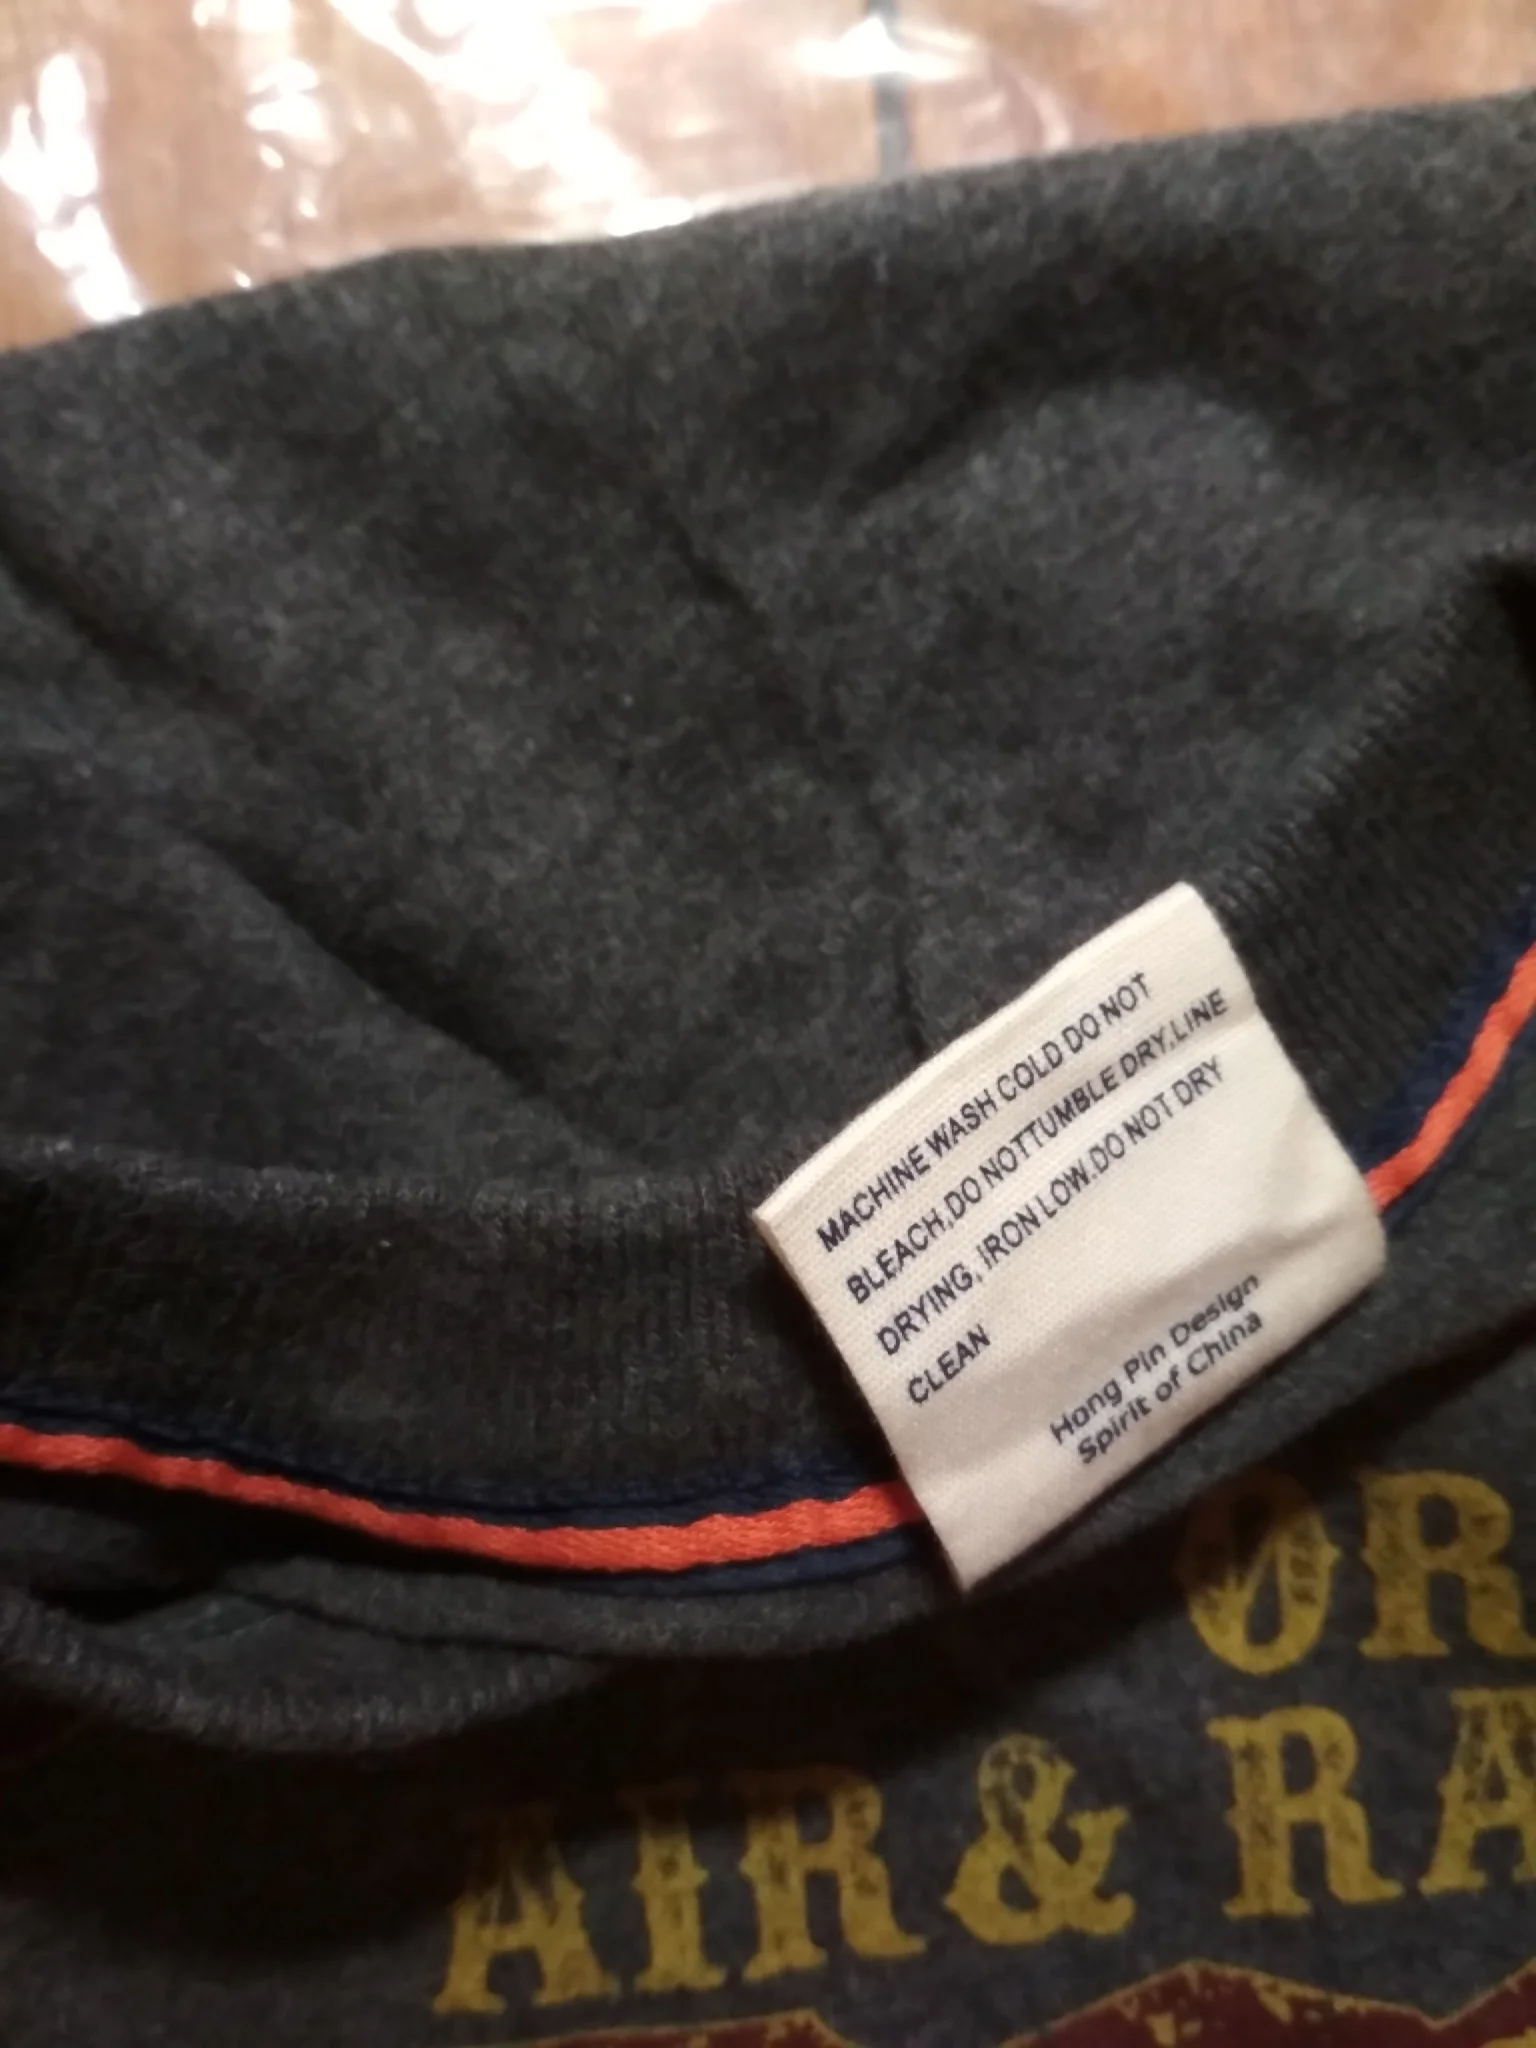 MACHINE WASH COLD DO NOT
BLEACH,DO NOTTUMBLE DRY,LINE
DRYING, IRON LOW.DO NOT DRY
CLEAN
Hong Pin Design
Spirit of China
OR
AIR & RA